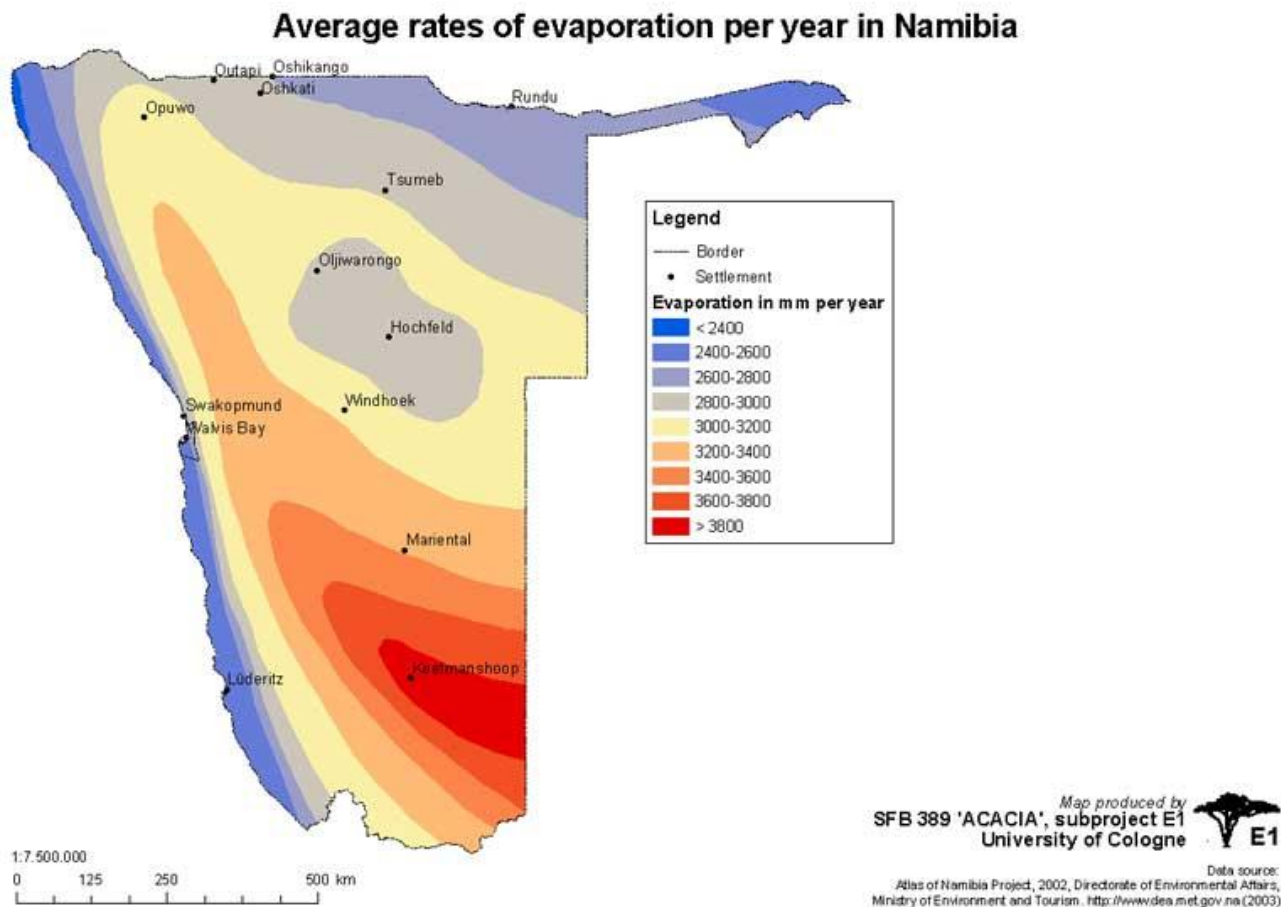 Average rates of evaporation per year in Namibia
Outapi
Oshikango
Oshkati
Opuwo
Rundu
Tsumeb
Oljiwarongo
Hochfeld
Windhoek
Swakopmund
Walvis Bay
Mariental
Keetmanshoop
Lüderitz
Legend
Border
Settlement
Evaporation in mm per year
< 2400
2400-2600
2600-2800
2800-3000
3000-3200
3200-3400
3400-3600
3600-3800
> 3800
1:7.500.000
0 125 250 500 km
Map produced by
SFB 389 'ACACIA', subproject E1
University of Cologne
E1
Data source:
Atlas of Namibia Project, 2002, Directorate of Environmental Affairs,
Ministry of Environment and Tourism. http://www.dea.met.gov.na (2003)